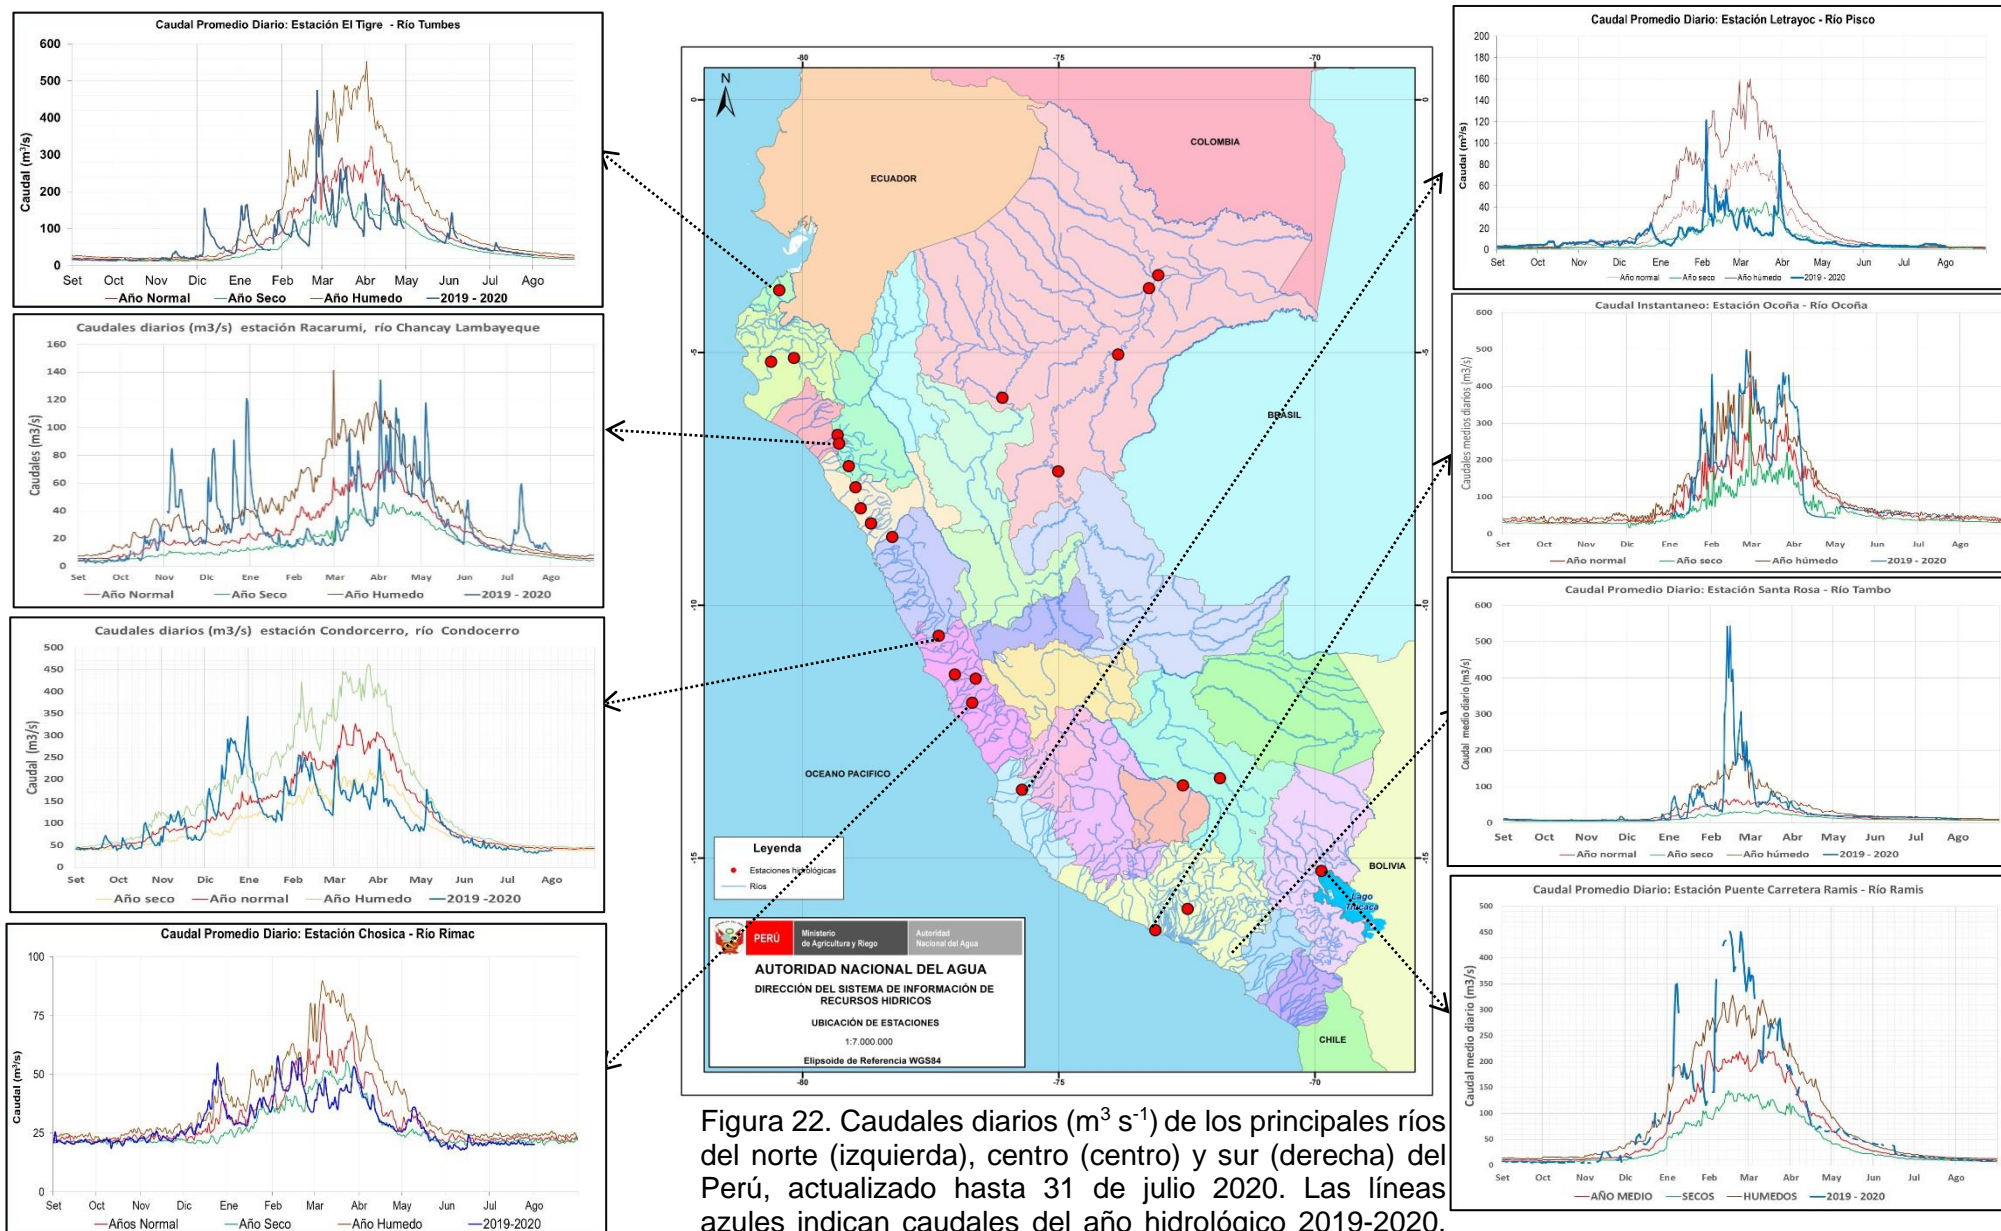 Caudal Promedio Diario: Estación El Tigre - Río Tumbes
600
500
400
300
200
100
0
Caudal (m³/s)
Set Oct Nov Dic Ene Feb Mar Abr May Jun Jul Ago
Año Normal Año Seco Año Humedo 2019 - 2020
Caudales diarios (m3/s) estación Racarumi, río Chancay Lambayeque
160
140
120
100
80
60
40
20
0
Caudales (m3/s)
Set Oct Nov Dic Ene Feb Mar Abr May Jun Jul Ago
Año Normal Año Seco Año Humedo 2019 - 2020
Caudales diarios (m3/s) estación Condorcerro, río Condocerro
500
450
400
350
300
250
200
150
100
50
0
Caudal (m3/s)
Set Oct Nov Dic Ene Feb Mar Abr May Jun Jul Ago
Año seco Año normal Año Humedo 2019 -2020
Caudal Promedio Diario: Estación Chosica - Río Rimac
100
75
50
25
0
Caudal (m³/s)
Set Oct Nov Dic Ene Feb Mar Abr May Jun Jul Ago
Años Normal Año Seco Año Humedo 2019-2020
-80 -75 -70
N
0
-5
-10
-15
0
-5
-10
-15
COLOMBIA
ECUADOR
BRASIL
OCEANO PACIFICO
BOLIVIA
Lago
Titicaca
CHILE
Leyenda
Estaciones hidrológicas
Ríos
PERÚ
Ministerio
de Agricultura y Riego
Autoridad
Nacional del Agua
AUTORIDAD NACIONAL DEL AGUA
DIRECCIÓN DEL SISTEMA DE INFORMACIÓN DE
RECURSOS HIDRICOS
UBICACIÓN DE ESTACIONES
1:7.000.000
Elipsoide de Referencia WGS84
-80 -75 -70
Figura 22. Caudales diarios (m³ s⁻¹) de los principales ríos
del norte (izquierda), centro (centro) y sur (derecha) del
Perú, actualizado hasta 31 de julio 2020. Las líneas
azules indican caudales del año hidrológico 2019-2020.
Caudal Promedio Diario: Estación Letrayoc - Río Pisco
200
180
160
140
120
100
80
60
40
20
0
Caudal (m³/s)
Set Oct Nov Dic Ene Feb Mar Abr May Jun Jul Ago
Año normal Año seco Año húmedo 2019 - 2020
Caudal Instantaneo: Estación Ocoña - Río Ocoña
600
500
400
300
200
100
0
Caudales medios diarios (m3/s)
Set Oct Nov Dic Ene Feb Mar Abr May Jun Jul Ago
Año normal Año seco Año húmedo 2019 - 2020
Caudal Promedio Diario: Estación Santa Rosa - Río Tambo
600
500
400
300
200
100
0
Caudal medio diario (m3/s)
Set Oct Nov Dic Ene Feb Mar Abr May Jun Jul Ago
Año normal Año seco Año húmedo 2019 - 2020
Caudal Promedio Diario: Estación Puente Carretera Ramis - Río Ramis
500
450
400
350
300
250
200
150
100
50
0
Caudal medio diario (m3/s)
Set Oct Nov Dic Ene Feb Mar Abr May Jun Jul Ago
AÑO MEDIO SECOS HUMEDOS 2019 - 2020